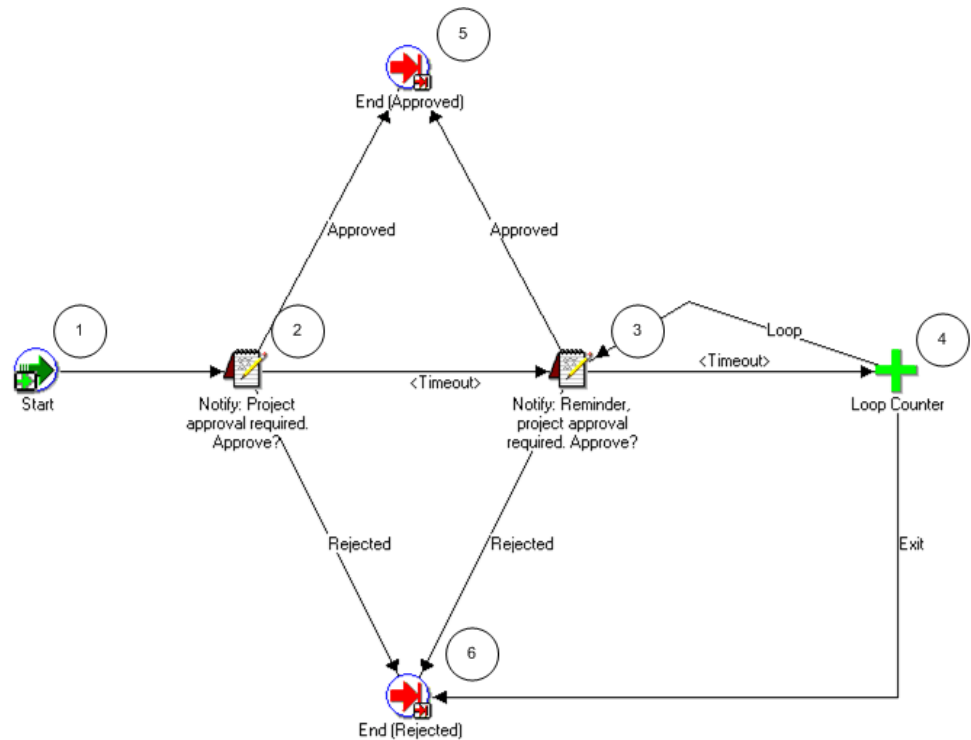 5
End (Approved)
Approved
Approved
1
2
3
4
Loop
<Timeout>
<Timeout>
Start
Notify: Project
approval required.
Approve?
Notify: Reminder,
project approval
required. Approve?
Loop Counter
Rejected
Rejected
Exit
6
End (Rejected)